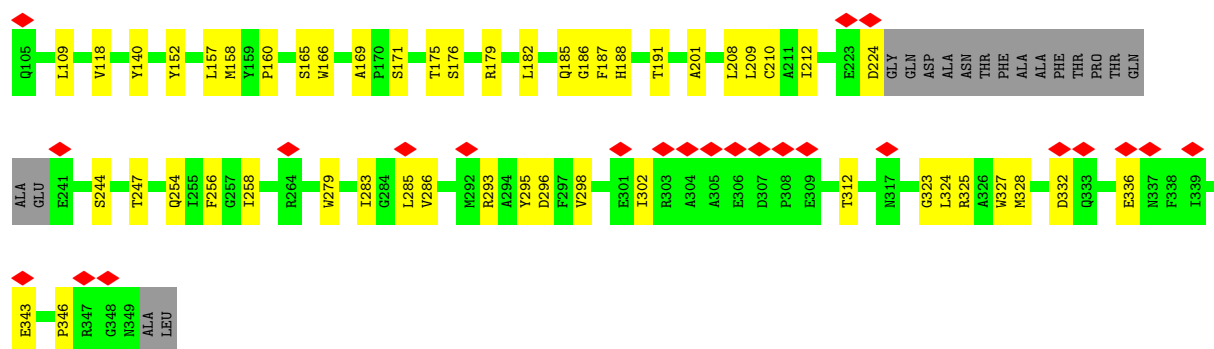 Q105 L109 V118 Y140 Y152 L157 M158 Y159 P160 S165 W166 A169 P170 S171 T175 S176 R179 L182 Q185 G186 F187 H188 T191 A201 L208 L209 C210 A211 I212 E223 D224 GLY GLN ASP ALA ASN THR PHE ALA ALA PHE THR PRO THR GLN
ALA GLU E241 S244 T247 Q254 I255 F256 G257 I258 R264 W279 I283 G284 L285 V286 M292 R293 A294 Y295 D296 F297 V298 E301 I302 R303 A304 A305 E306 D307 P308 E309 T312 N317 G323 L324 R325 A326 W327 M328 D332 Q333 E336 N337 F338 I339
E343 P346 R347 G348 N349 ALA LEU